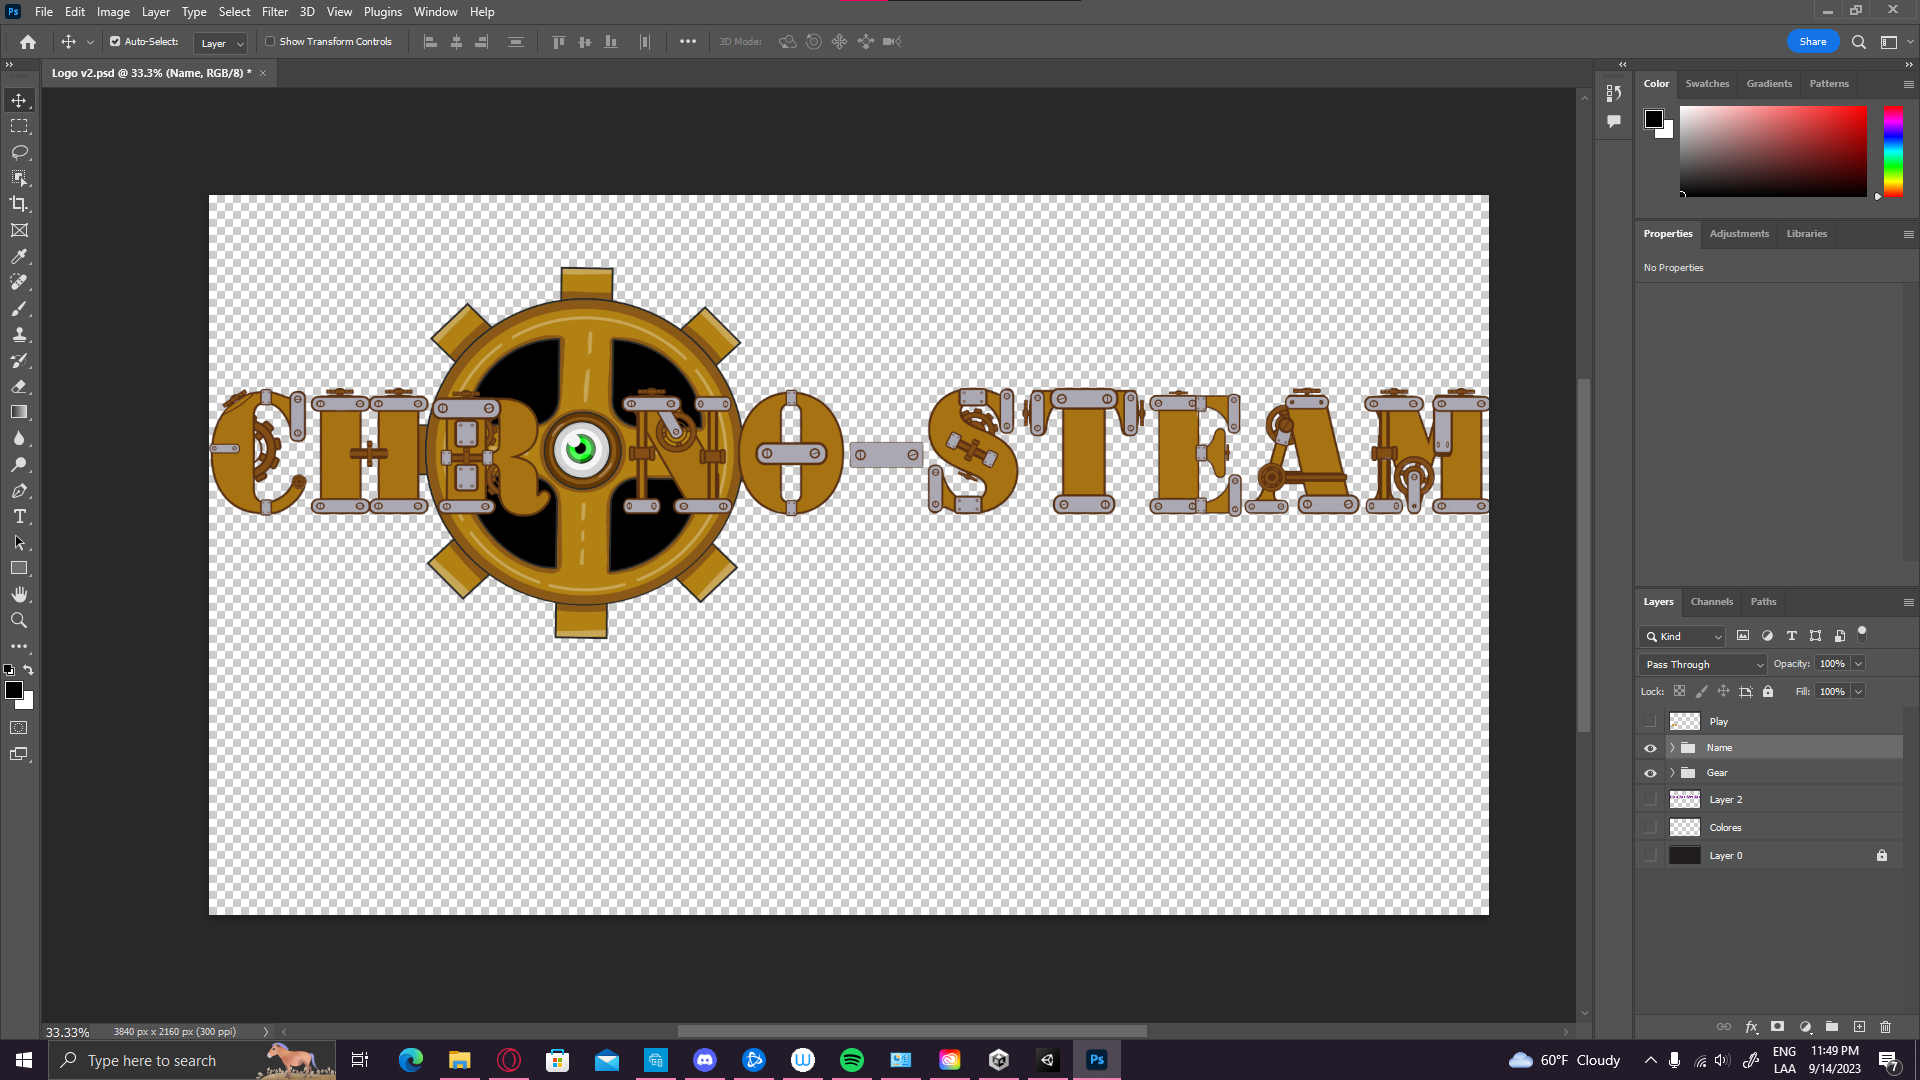 Ps File Edit Image Layer Type Select Filter 3D View Plugins Window Help
Auto-Select: Layer Show Transform Controls 3D Mode: Share
Logo v2.psd @ 33.3% (Name, RGB/8) *
Color Swatches Gradients Patterns
Properties Adjustments Libraries
No Properties
CHR NO-STEAM
Layers Channels Paths
Kind
Pass Through Opacity: 100%
Lock: Fill: 100%
Play
Name
Gear
Layer 2
Colores
Layer 0
33.33% 3840 px x 2160 px (300 ppi)
Type here to search
Ps
60°F Cloudy
ENG
LAA
11:49 PM
9/14/2023
7